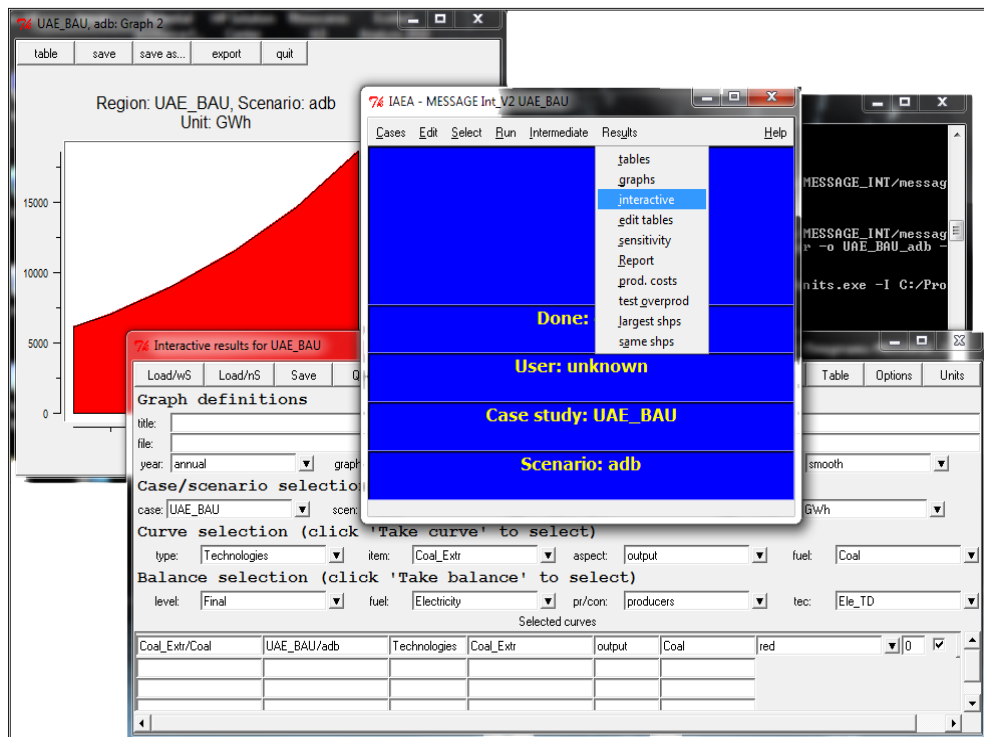 UAE_BAU, adb: Graph 2
table save save as... export quit
Region: UAE_BAU, Scenario: adb
Unit: GWh
15000
10000
5000
0
IAEA - MESSAGE Int_V2 UAE_BAU
Cases Edit Select Run Intermediate Results Help
tables
graphs
interactive
edit tables
sensitivity
Report
prod. costs
test overprod
largest shps
same shps
Done:
User: unknown
Case study: UAE_BAU
Scenario: adb
MESSAGE_INT/messag
MESSAGE_INT/messag
r -o UAE_BAU_adb -
nits.exe -I C:/Pro
Interactive results for UAE_BAU
Load/wS Load/nS Save Q Table Options Units
Graph definitions
title:
file:
year: annual graph smooth
Case/scenario selection
case: UAE_BAU scen: GWh
Curve selection (click 'Take curve' to select)
type: Technologies item: Coal_Extr aspect: output fuel: Coal
Balance selection (click 'Take balance' to select)
level: Final fuel: Electricity pr/con: producers tec: Ele_TD
Selected curves
Coal_Extr/Coal UAE_BAU/adb Technologies Coal_Extr output Coal red 0